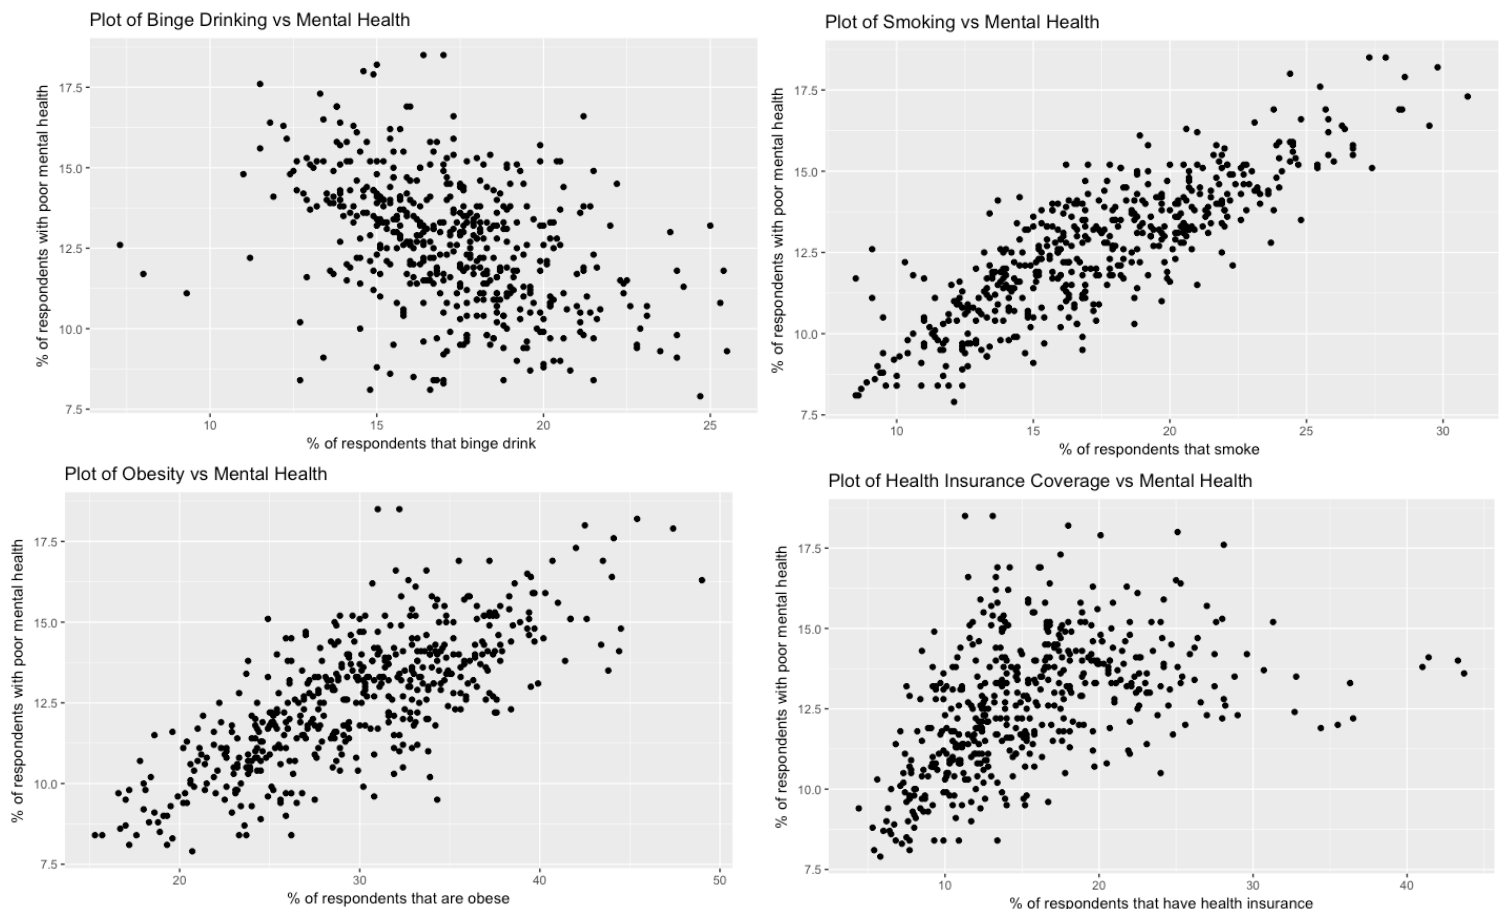 Plot of Binge Drinking vs Mental Health
% of respondents with poor mental health
17.5
15.0
12.5
10.0
7.5
10 15 20 25
% of respondents that binge drink
Plot of Smoking vs Mental Health
% of respondents with poor mental health
17.5
15.0
12.5
10.0
7.5
10 15 20 25 30
% of respondents that smoke
Plot of Obesity vs Mental Health
% of respondents with poor mental health
17.5
15.0
12.5
10.0
7.5
20 30 40 50
% of respondents that are obese
Plot of Health Insurance Coverage vs Mental Health
% of respondents with poor mental health
17.5
15.0
12.5
10.0
7.5
10 20 30 40
% of respondents that have health insurance